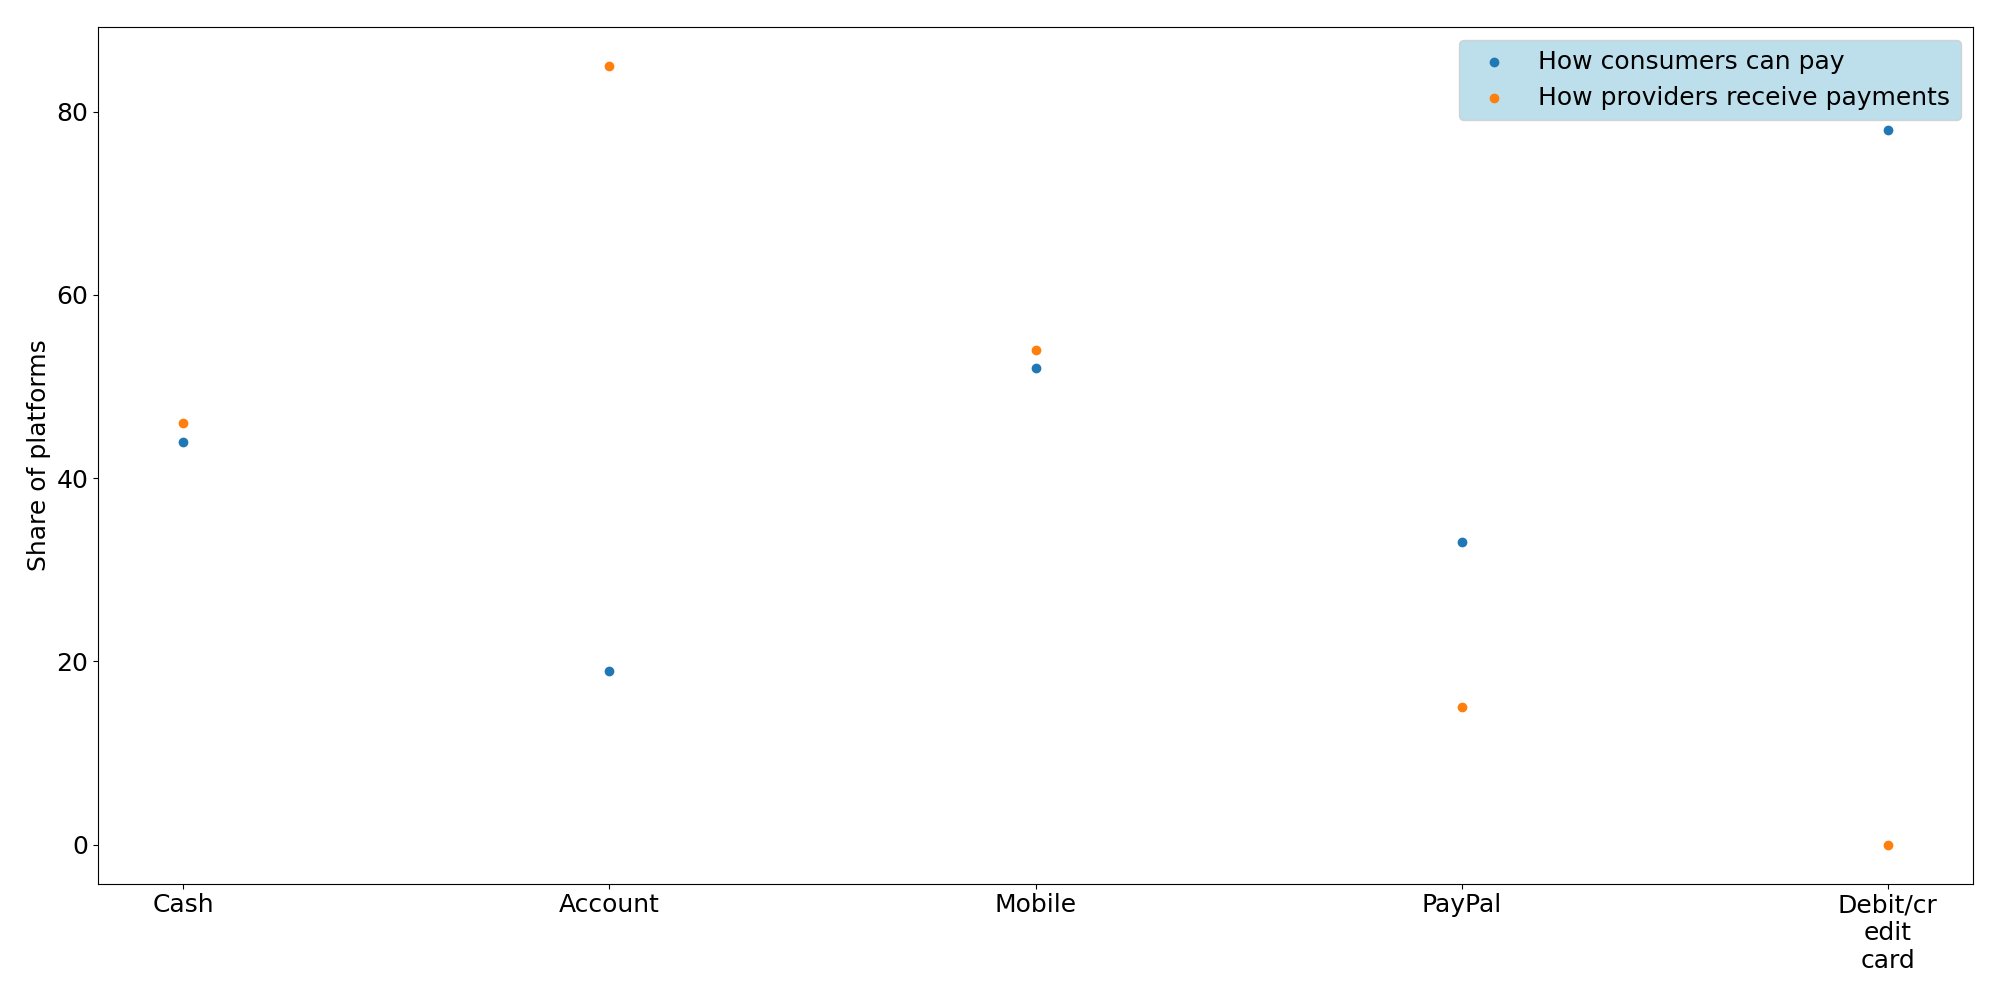 How consumers can pay
How providers receive payments
Share of platforms
80
60
40
20
0
Cash
Account
Mobile
PayPal
Debit/cr
edit
card